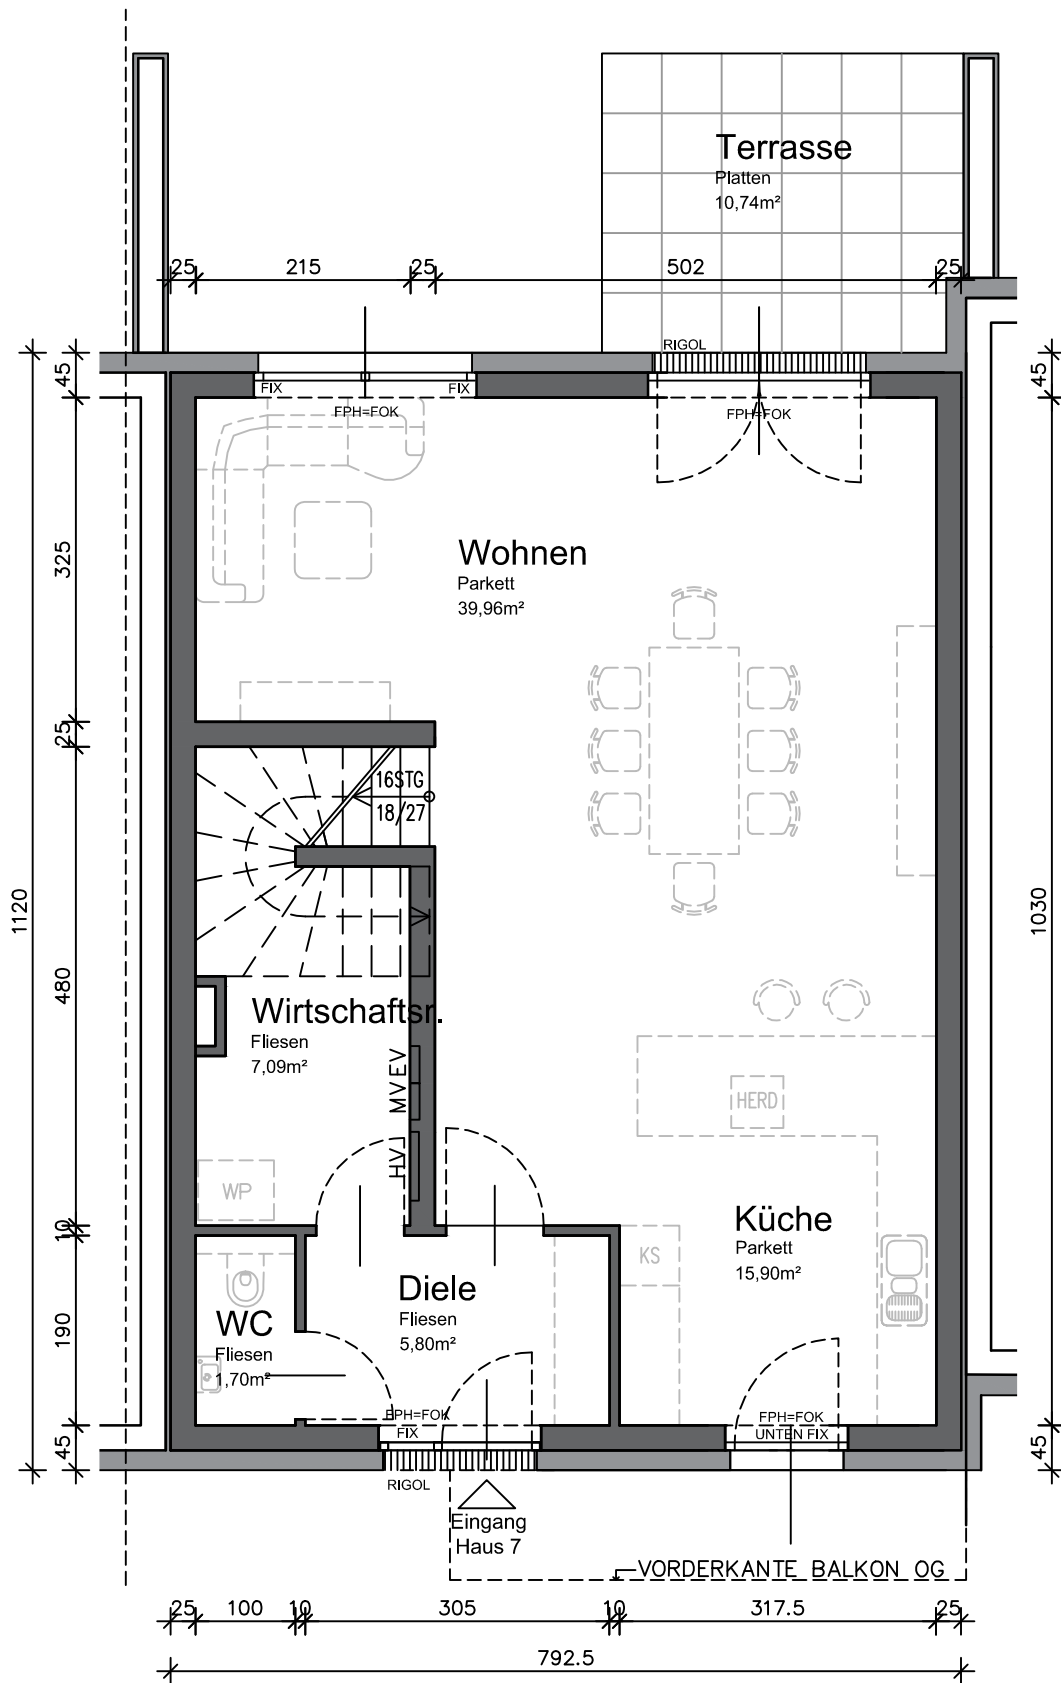 Terrasse
Platten
10,74m²
25
215
25
502
25
RIGOL
45
45
FIX
FIX
FPH=FOK
FPH=FOK
325
Wohnen
Parkett
39,96m²
25
16STG
18/27
1120
1030
480
Wirtschaftsr.
Fliesen
7,09m²
EV
MV
HV
HERD
WP
10
Küche
Parkett
15,90m²
KS
Diele
Fliesen
5,80m²
190
WC
Fliesen
1,70m²
FPH=FOK
FIX
FPH=FOK
UNTEN FIX
45
45
RIGOL
Eingang
Haus 7
VORDERKANTE BALKON OG
25
100
10
305
10
317.5
25
792.5